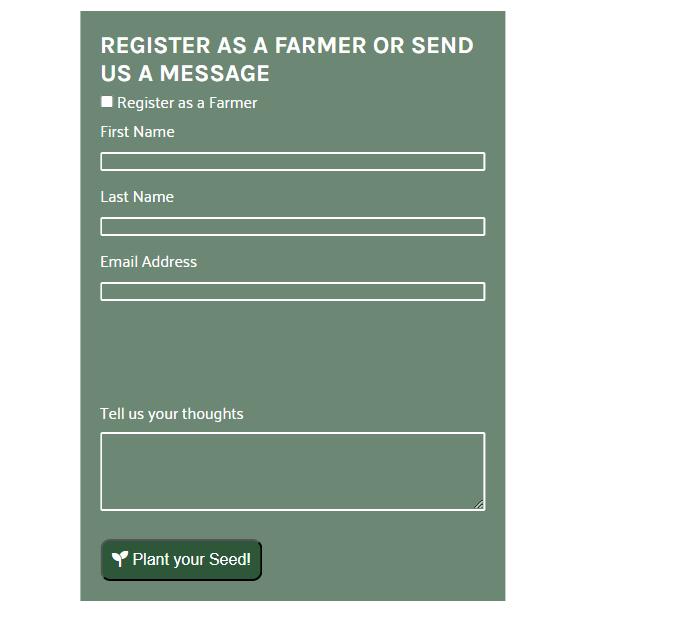 REGISTER AS A FARMER OR SEND
US A MESSAGE
Register as a Farmer
First Name
Last Name
Email Address
Tell us your thoughts
Plant your Seed!